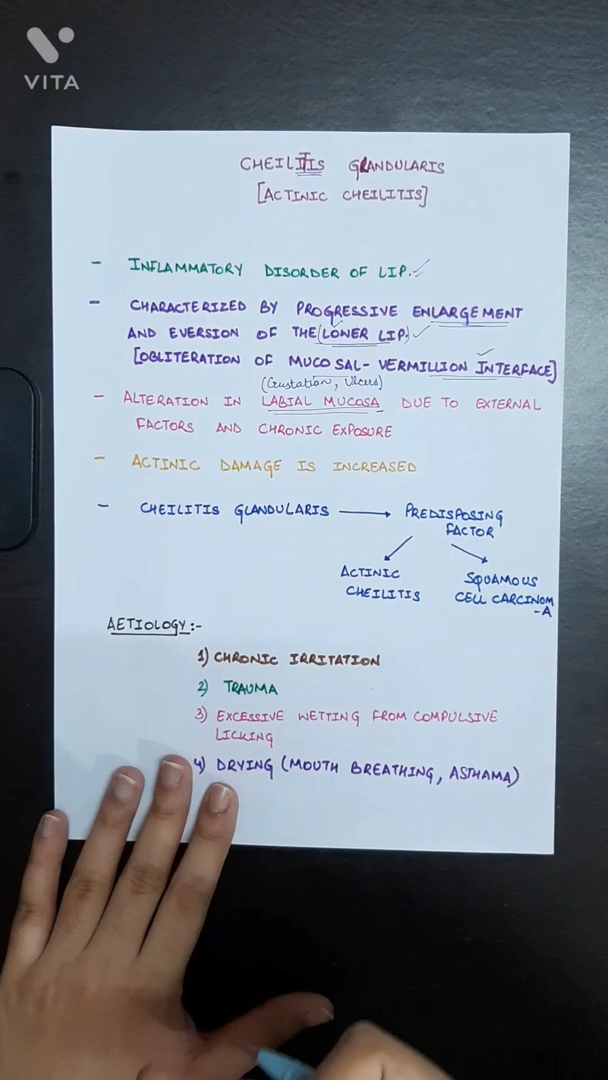 VITA
CHEILITIS GLANDULARIS
[ACTINIC CHEILITIS]
- INFLAMMATORY DISORDER OF LIP.
- CHARACTERIZED BY PROGRESSIVE ENLARGEMENT
AND EVERSION OF THE (LOWER LIP.)
[OBLITERATION OF MUCOSAL-VERMILLION INTERFACE]
(Crustation, Ulcers)
- ALTERATION IN LABIAL MUCOSA DUE TO EXTERNAL
FACTORS AND CHRONIC EXPOSURE
- ACTINIC DAMAGE IS INCREASED
- CHEILITIS GLANDULARIS → PREDISPOSING
FACTOR
ACTINIC
CHEILITIS
SQUAMOUS
CELL CARCINOM
-A
AETIOLOGY:-
1) CHRONIC IRRITATION
2) TRAUMA
3) EXCESSIVE WETTING FROM COMPULSIVE
LICKING
4) DRYING (MOUTH BREATHING, ASTHAMA)